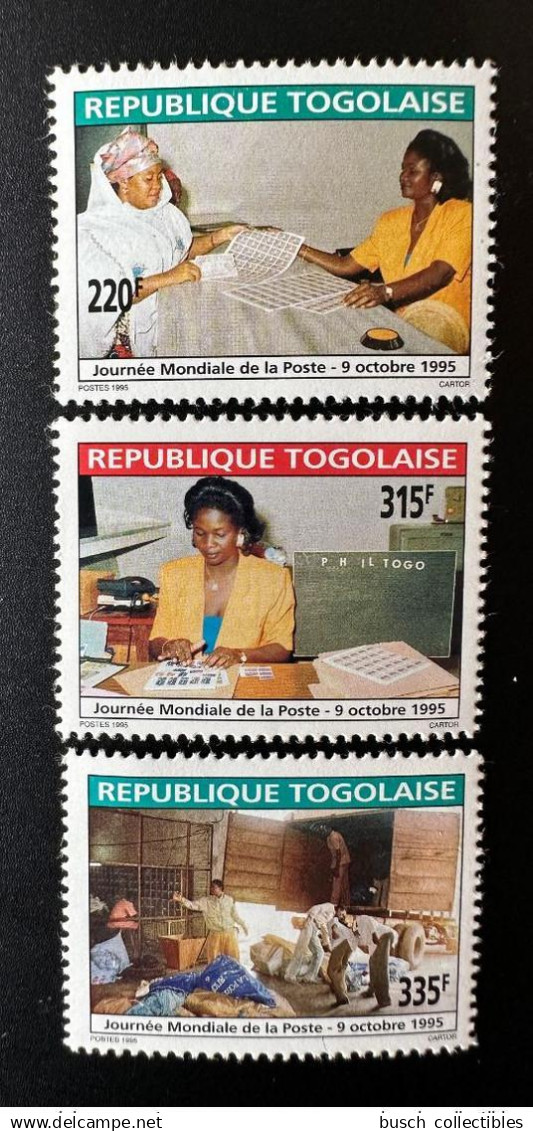 REPUBLIQUE TOGOLAISE
220F
Journée Mondiale de la Poste - 9 octobre 1995
POSTES 1995 CARTOR
REPUBLIQUE TOGOLAISE
315F
P H IL TOGO
Journée Mondiale de la Poste - 9 octobre 1995
POSTES 1995 CARTOR
REPUBLIQUE TOGOLAISE
335F
Journée Mondiale de la Poste - 9 octobre 1995
POSTES 1995 CARTOR
delcampe.net
busch collectibles